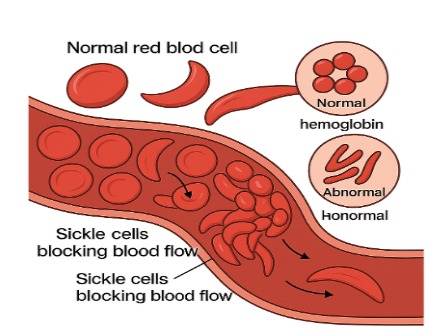 Normal red blod cell
Normal
hemoglobin
Abnormal
Honormal
Sickle cells
blocking blood flow
Sickle cells
blocking blood flow